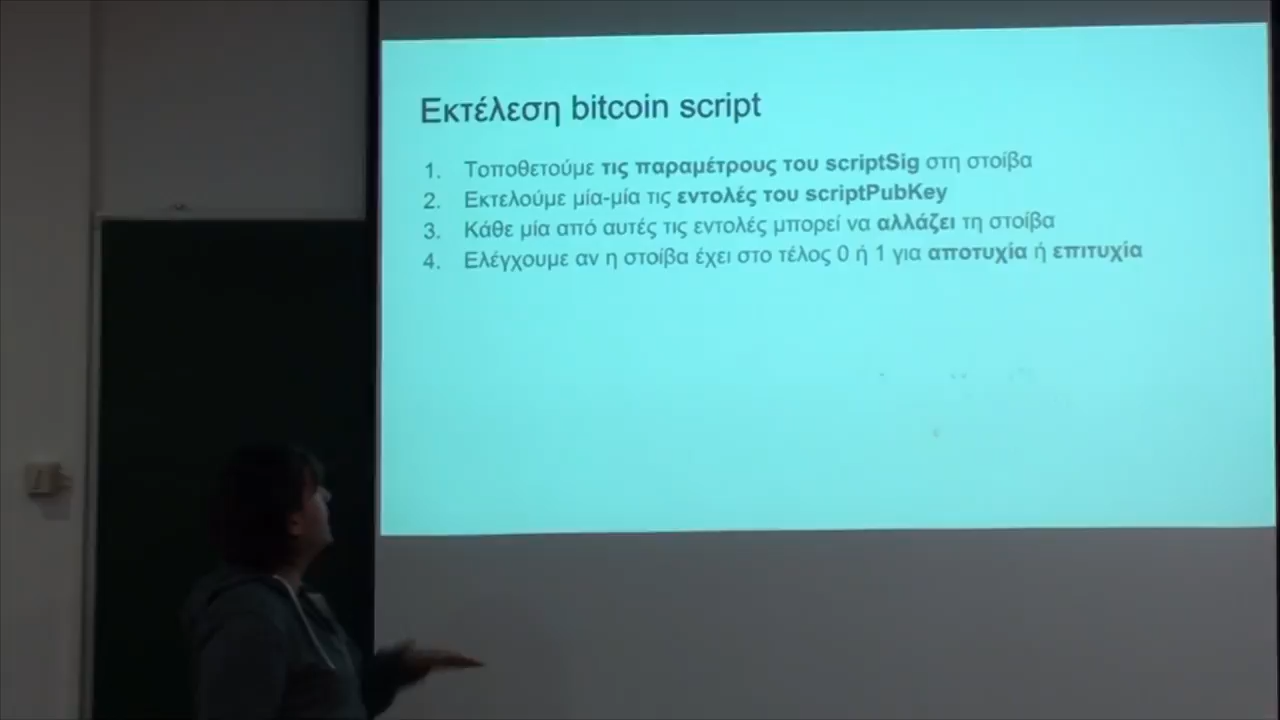 Εκτέλεση bitcoin script
1. Τοποθετούμε τις παραμέτρους του scriptSig στη στοίβα
2. Εκτελούμε μία-μία τις εντολές του scriptPubKey
3. Κάθε μία από αυτές τις εντολές μπορεί να αλλάζει τη στοίβα
4. Ελέγχουμε αν η στοίβα έχει στο τέλος 0 ή 1 για αποτυχία ή επιτυχία